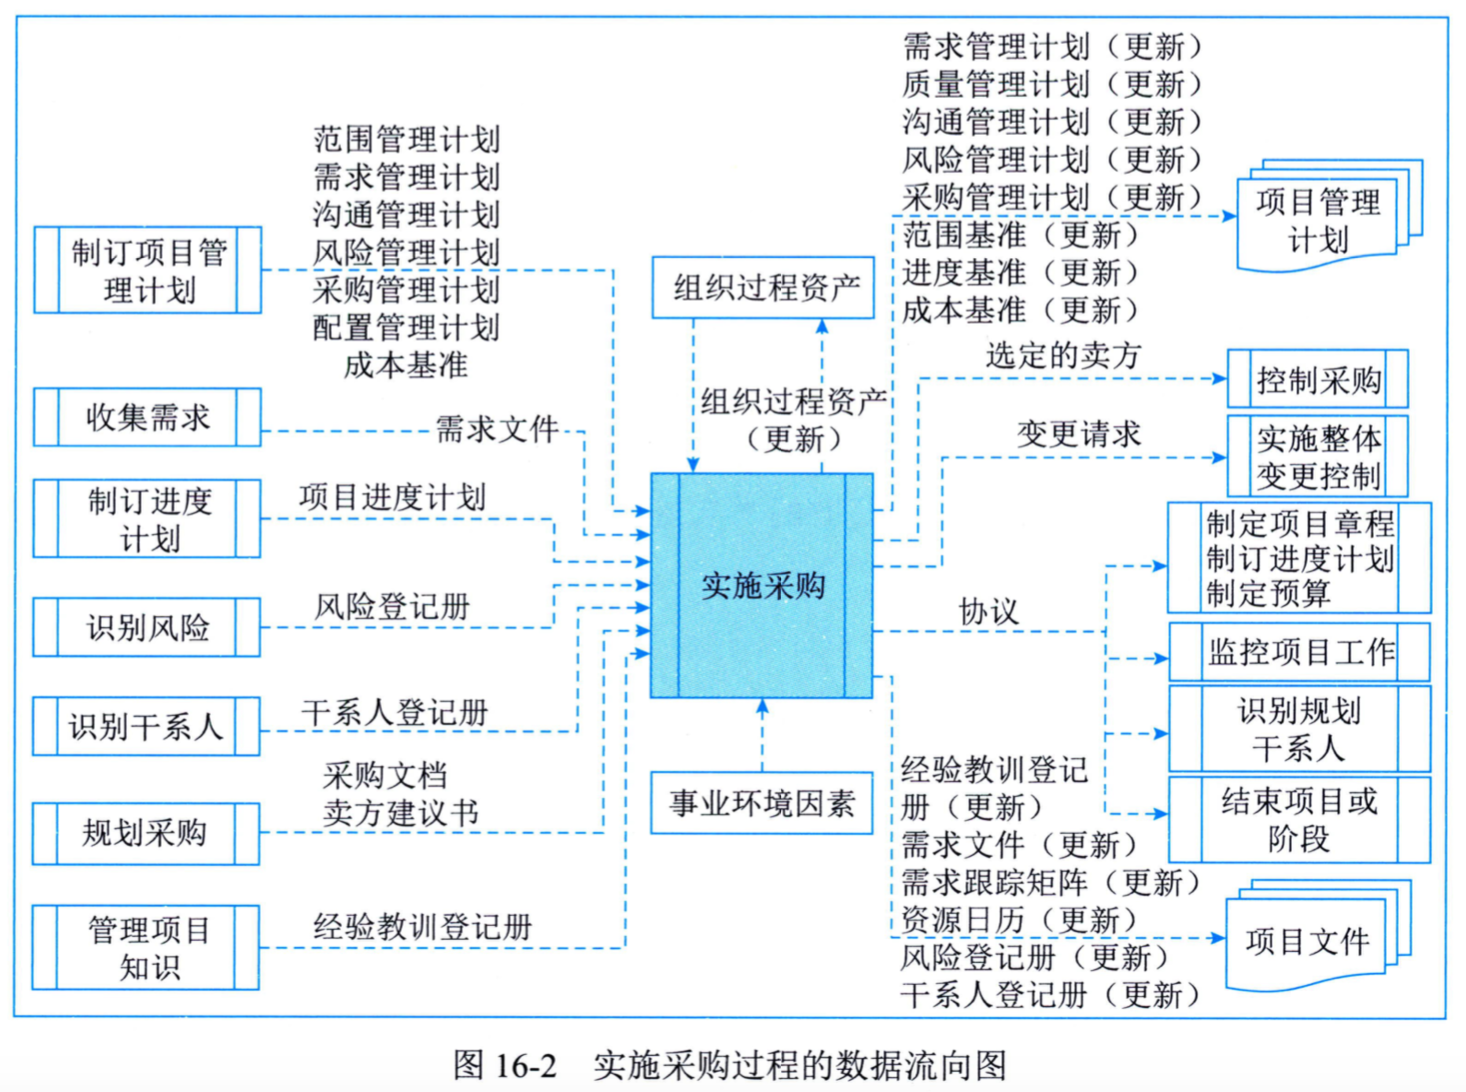 制订项目管
理计划
范围管理计划
需求管理计划
沟通管理计划
风险管理计划
采购管理计划
配置管理计划
成本基准
收集需求
需求文件
制订进度
计划
项目进度计划
识别风险
风险登记册
识别干系人
干系人登记册
规划采购
采购文档
卖方建议书
管理项目
知识
经验教训登记册
组织过程资产
组织过程资产
（更新）
实施采购
事业环境因素
需求管理计划（更新）
质量管理计划（更新）
沟通管理计划（更新）
风险管理计划（更新）
采购管理计划（更新）
范围基准（更新）
进度基准（更新）
成本基准（更新）
项目管理
计划
选定的卖方
控制采购
变更请求
实施整体
变更控制
协议
制定项目章程
制订进度计划
制定预算
监控项目工作
识别规划
干系人
结束项目或
阶段
经验教训登记
册（更新）
需求文件（更新）
需求跟踪矩阵（更新）
资源日历（更新）
风险登记册（更新）
干系人登记册（更新）
项目文件
图 16-2 实施采购过程的数据流向图